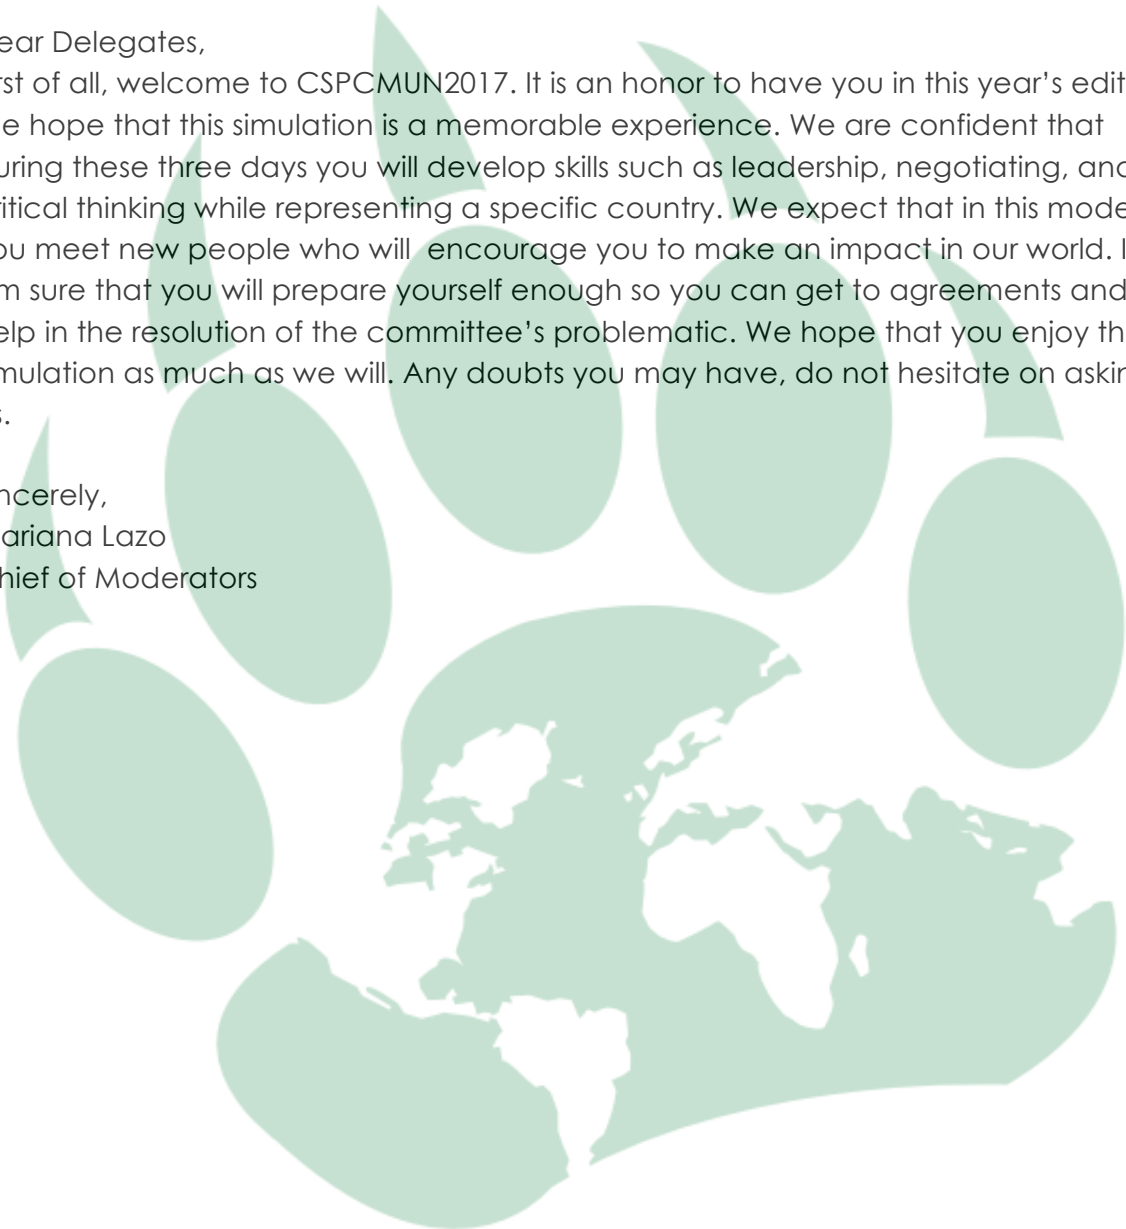 ear Delegates,
rst of all, welcome to CSPCMUN2017. It is an honor to have you in this year’s edit
e hope that this simulation is a memorable experience. We are confident that
uring these three days you will develop skills such as leadership, negotiating, and
ritical thinking while representing a specific country. We expect that in this mode
ou meet new people who will encourage you to make an impact in our world. I
m sure that you will prepare yourself enough so you can get to agreements and
elp in the resolution of the committee’s problematic. We hope that you enjoy th
mulation as much as we will. Any doubts you may have, do not hesitate on askin
s.
ncerely,
ariana Lazo
hief of Moderators